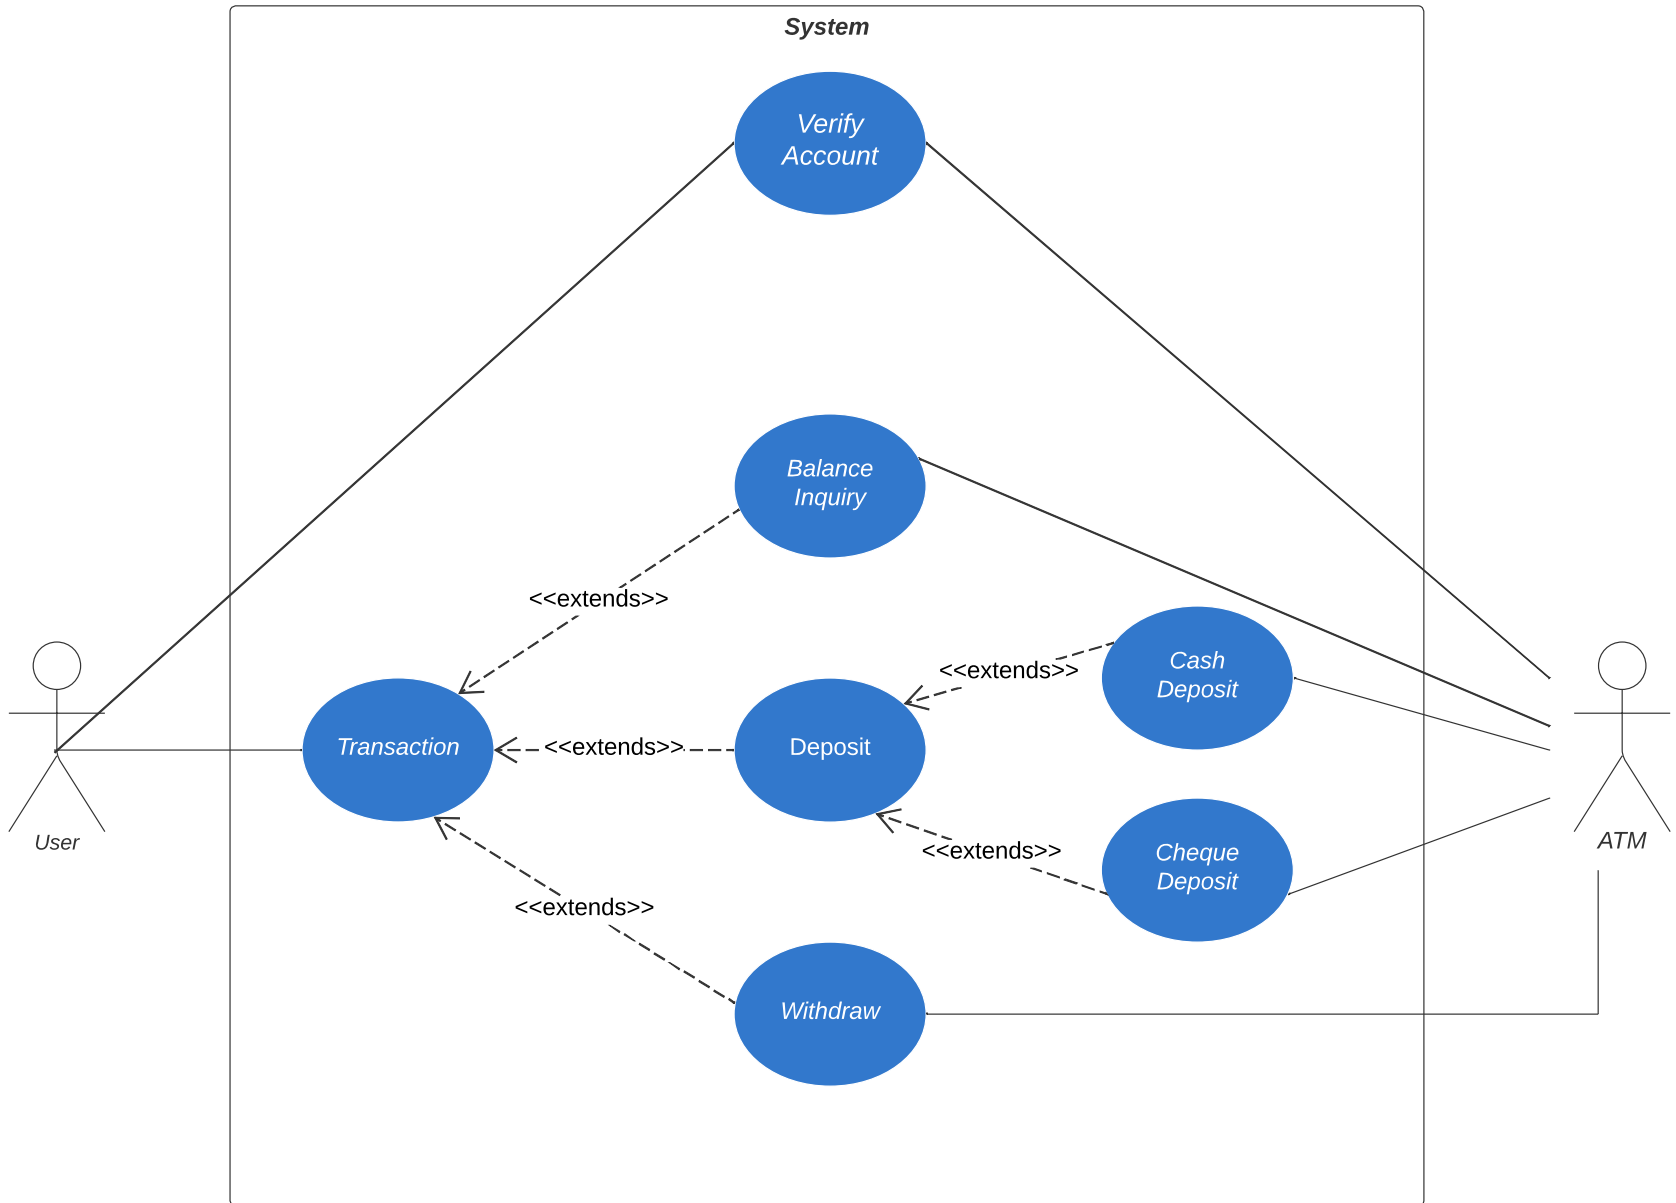 System
Verify
Account
Balance
Inquiry
<<extends>>
<<extends>>
Cash
Deposit
Transaction
<<extends>>
Deposit
User
ATM
<<extends>>
Cheque
Deposit
<<extends>>
Withdraw